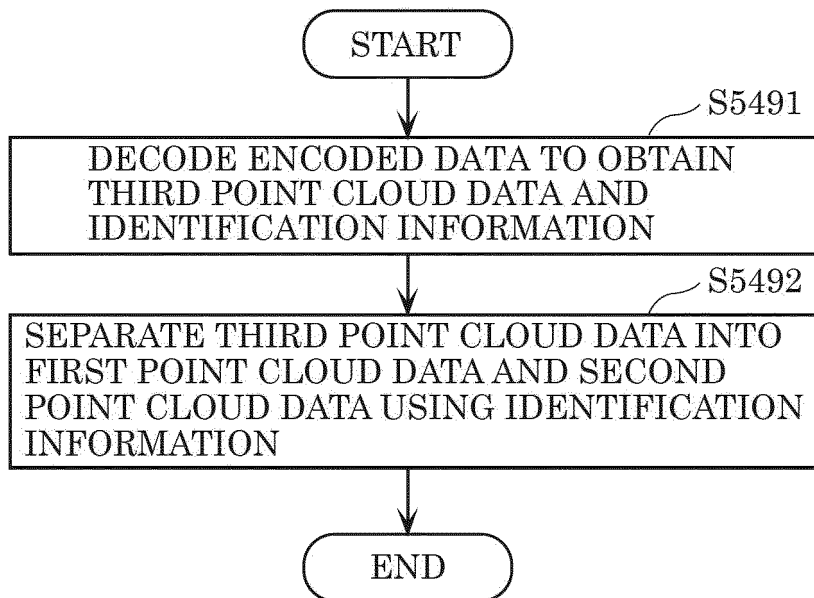 START
S5491
DECODE ENCODED DATA TO OBTAIN
THIRD POINT CLOUD DATA AND
IDENTIFICATION INFORMATION
S5492
SEPARATE THIRD POINT CLOUD DATA INTO
FIRST POINT CLOUD DATA AND SECOND
POINT CLOUD DATA USING IDENTIFICATION
INFORMATION
END